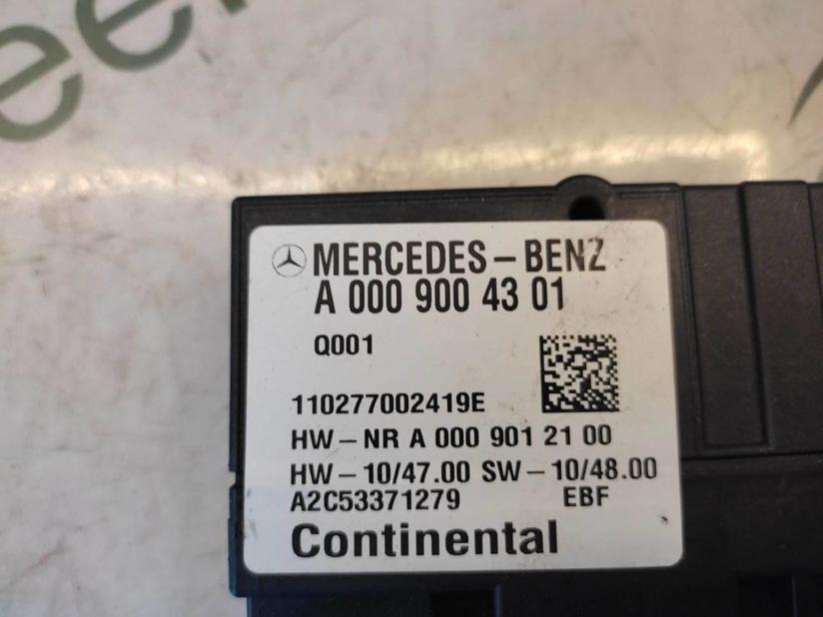 een
MERCEDES-BENZ
A 000 900 43 01
Q001
110277002419E
HW-NR A 000 901 21 00
HW-10/47.00 SW-10/48.00
A2C53371279 EBF
Continental